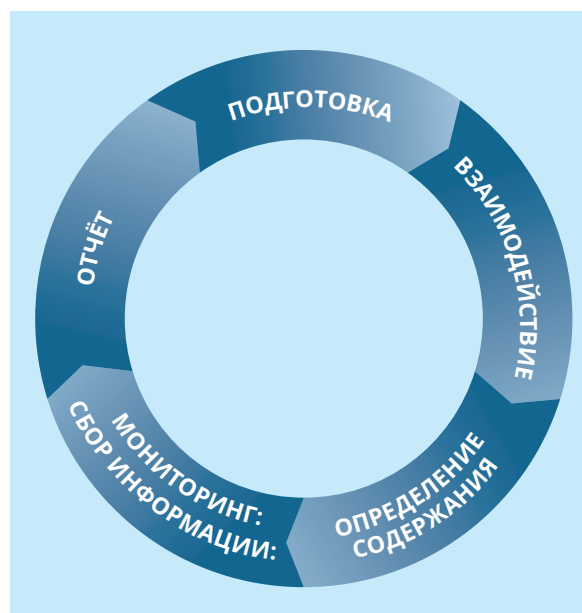 ПОДГОТОВКА
ВЗАИМОДЕЙСТВИЕ
ОПРЕДЕЛЕНИЕ
СОДЕРЖАНИЯ
МОНИТОРИНГ:
СБОР ИНФОРМАЦИИ:
ОТЧЁТ